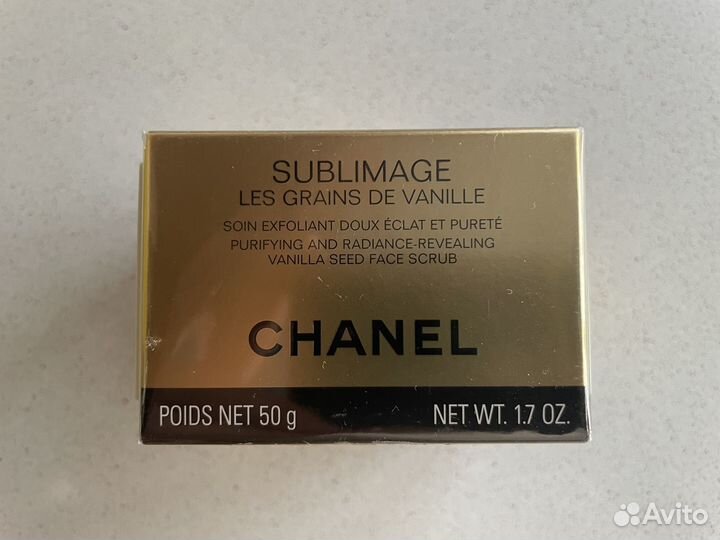 SUBLIMAGE
LES GRAINS DE VANILLE
SOIN EXFOLIANT DOUX ÉCLAT ET PURETÉ
PURIFYING AND RADIANCE-REVEALING
VANILLA SEED FACE SCRUB
CHANEL
POIDS NET 50 g NET WT. 1.7 OZ.
Avito